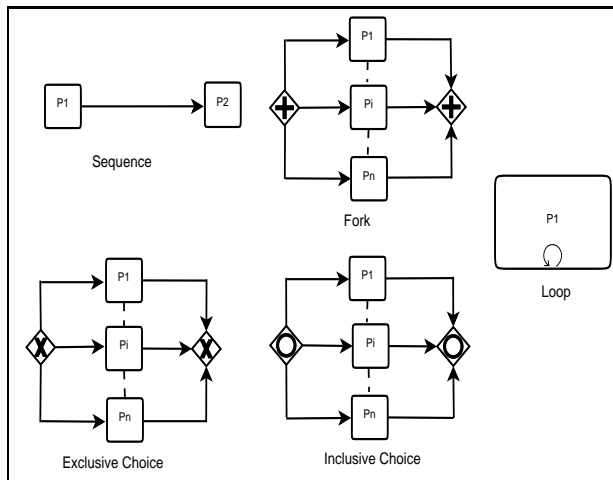 P1
P2
Sequence
P1
Pi
Pn
Fork
P1
Loop
P1
Pi
Pn
Exclusive Choice
P1
Pi
Pn
Inclusive Choice